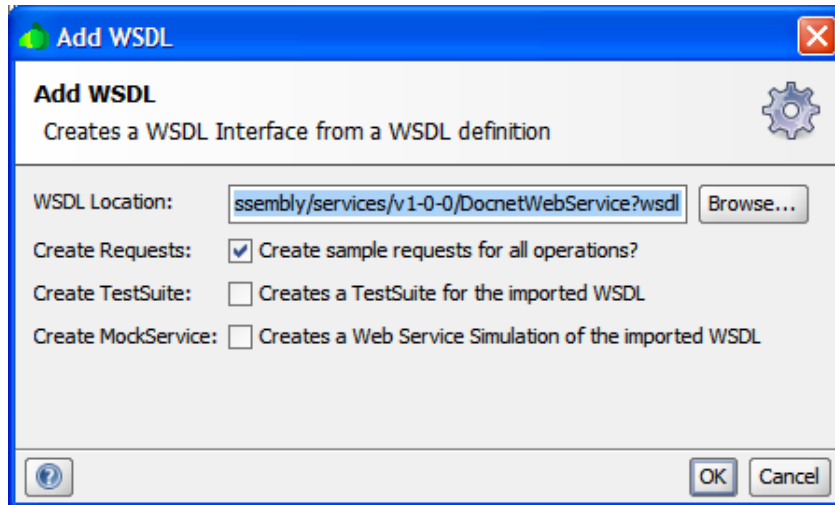 Add WSDL
Add WSDL
Creates a WSDL Interface from a WSDL definition
WSDL Location: ssembly/services/v1-0-0/DocnetWebService?wsdl Browse...
Create Requests: Create sample requests for all operations?
Create TestSuite: Creates a TestSuite for the imported WSDL
Create MockService: Creates a Web Service Simulation of the imported WSDL
? OK Cancel